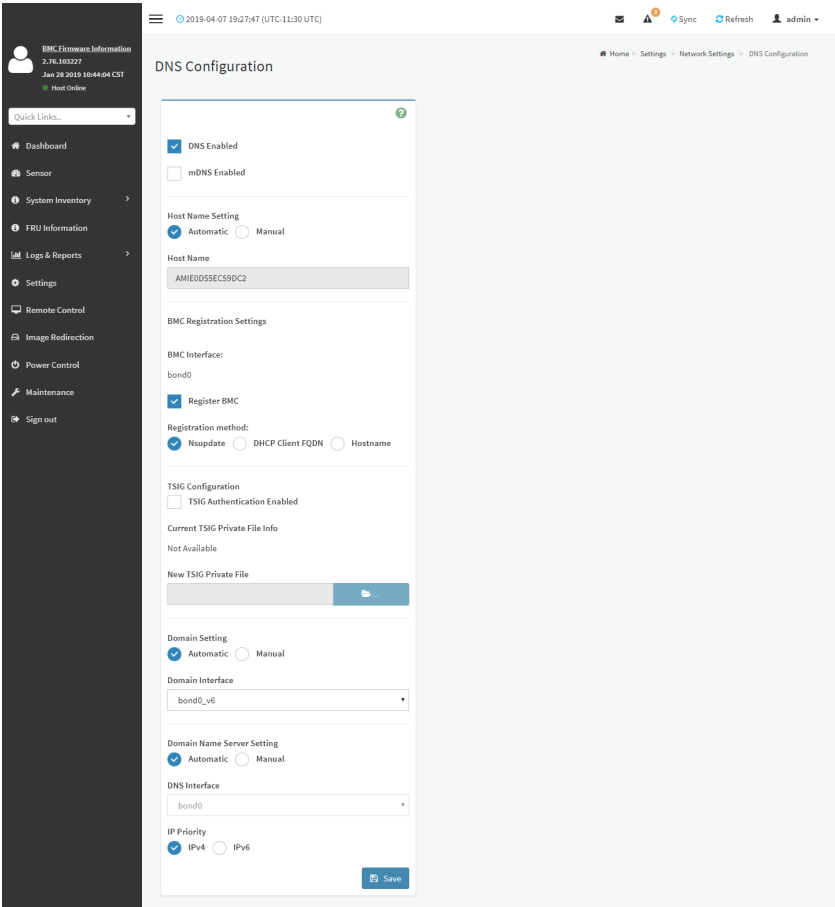 2019-04-07 19:27:47 (UTC-11:30 UTC)
3
Sync
Refresh
admin
BMC Firmware Information
2.76.103227
Jan 28 2019 10:44:04 CST
Host Online
Quick Links..
Dashboard
Sensor
System Inventory
FRU Information
Logs & Reports
Settings
Remote Control
Image Redirection
Power Control
Maintenance
Sign out
DNS Configuration
Home > Settings > Network Settings > DNS Configuration
DNS Enabled
mDNS Enabled
Host Name Setting
Automatic Manual
Host Name
AMIE0D55EC59DC2
BMC Registration Settings
BMC Interface:
bond0
Register BMC
Registration method:
Nsupdate DHCP Client FQDN Hostname
TSIG Configuration
TSIG Authentication Enabled
Current TSIG Private File Info
Not Available
New TSIG Private File
...
Domain Setting
Automatic Manual
Domain Interface
bond0_v6
Domain Name Server Setting
Automatic Manual
DNS Interface
bond0
IP Priority
IPv4 IPv6
Save